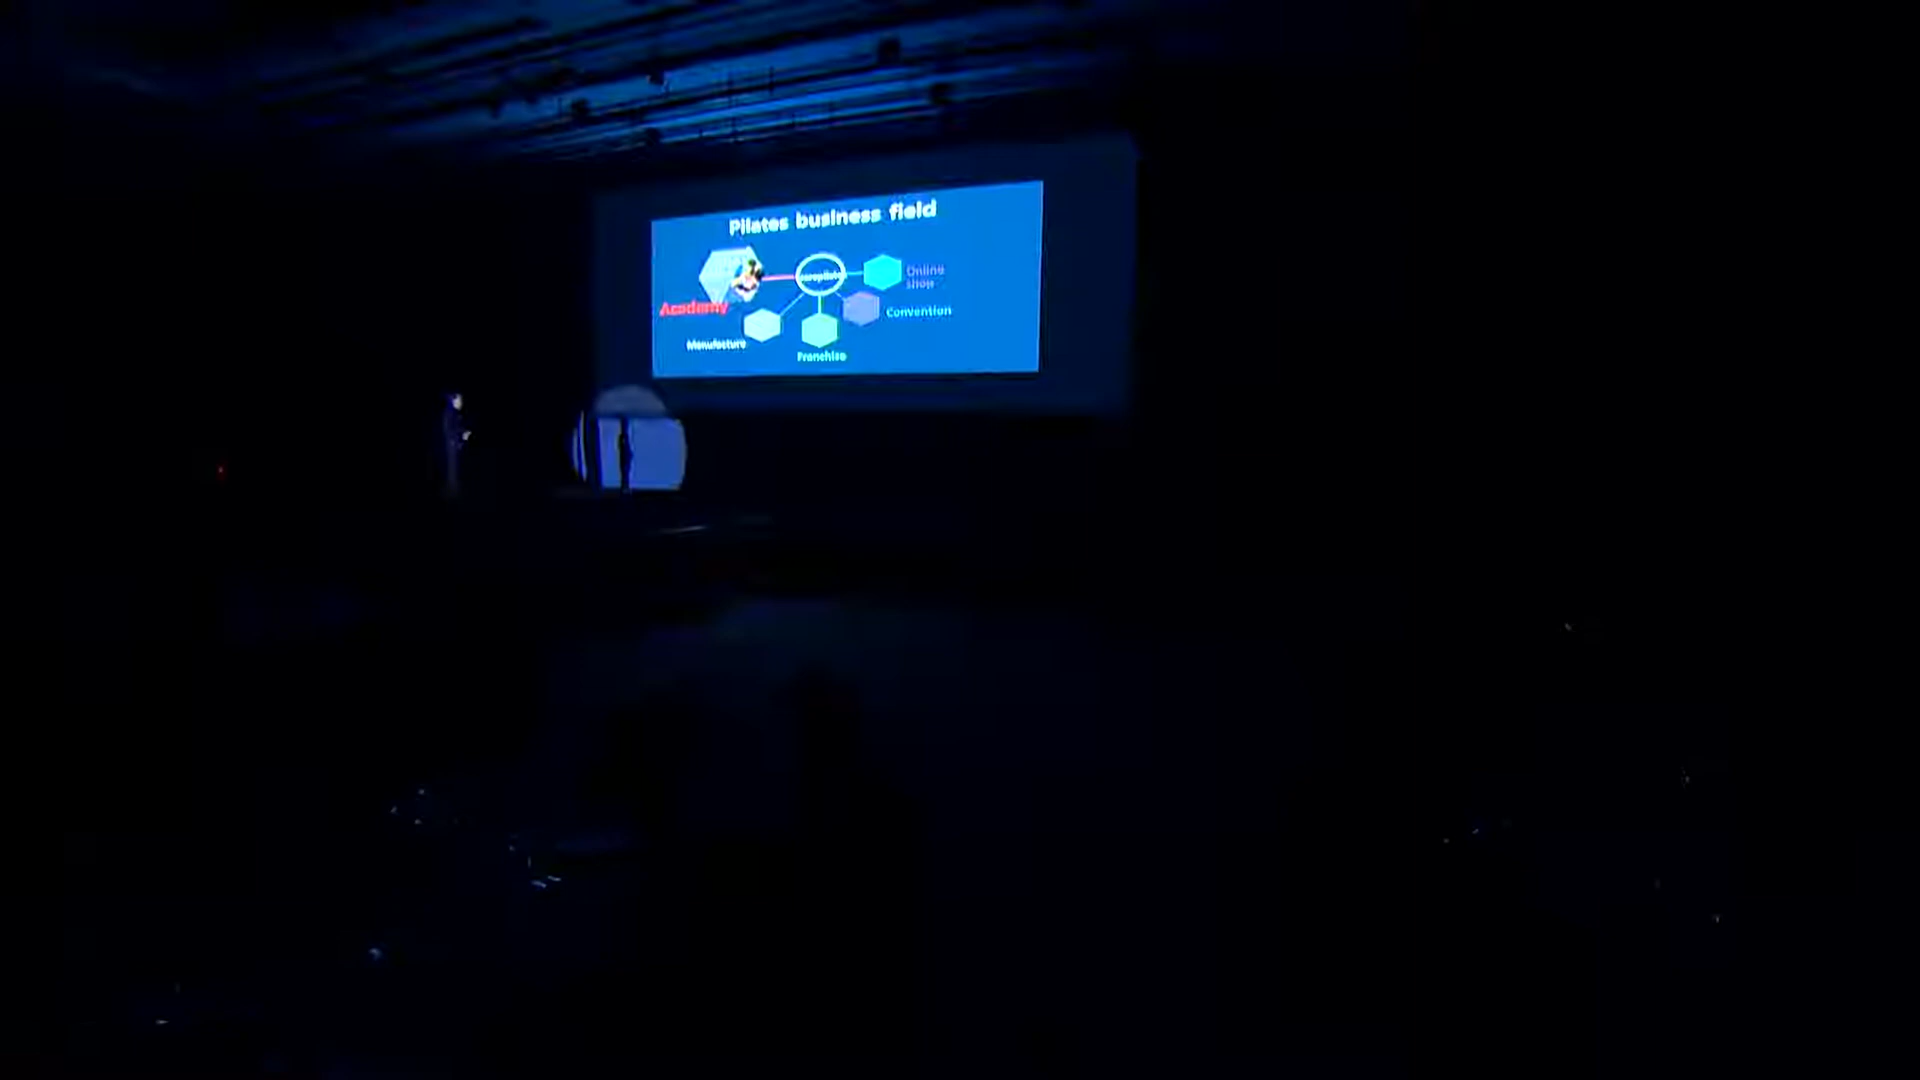 Pilates business field
Online
shop
Academy
Convention
Manufacture
Franchise